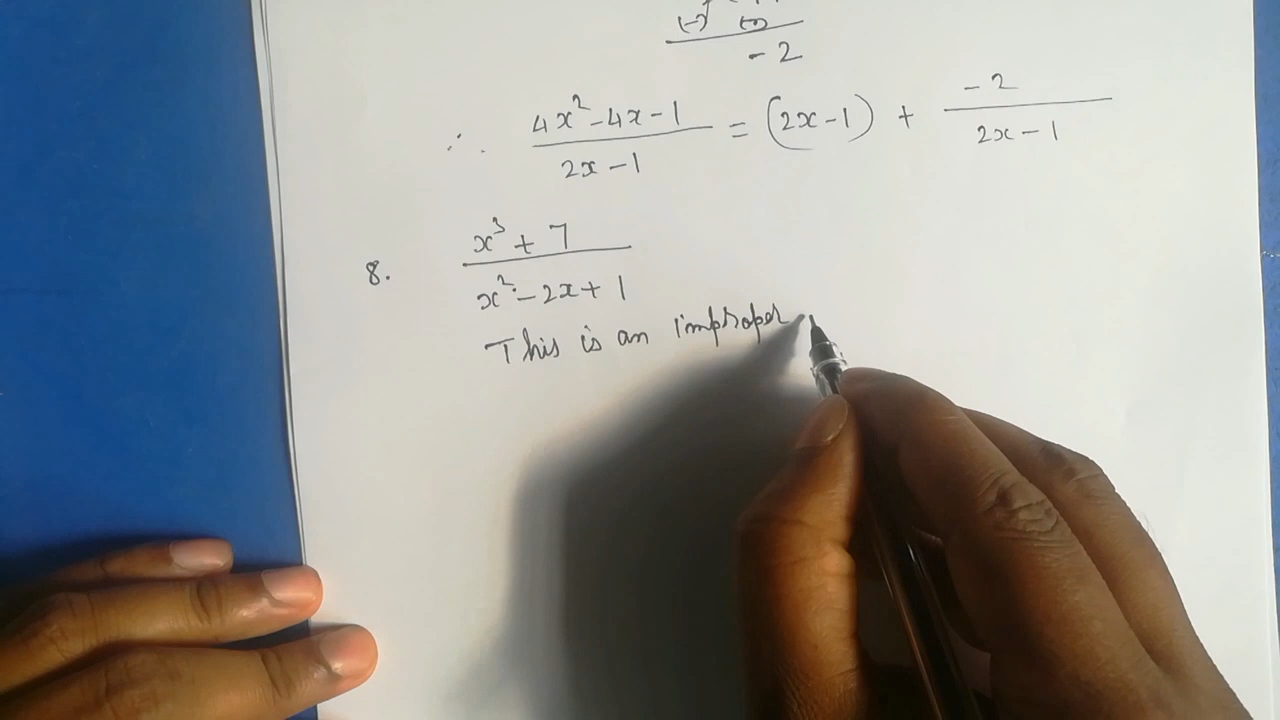 (-)
- 2
∴ 4x² - 4x - 1 / 2x - 1 = (2x - 1) + - 2 / 2x - 1
8. x³ + 7 / x² - 2x + 1
This is an improper